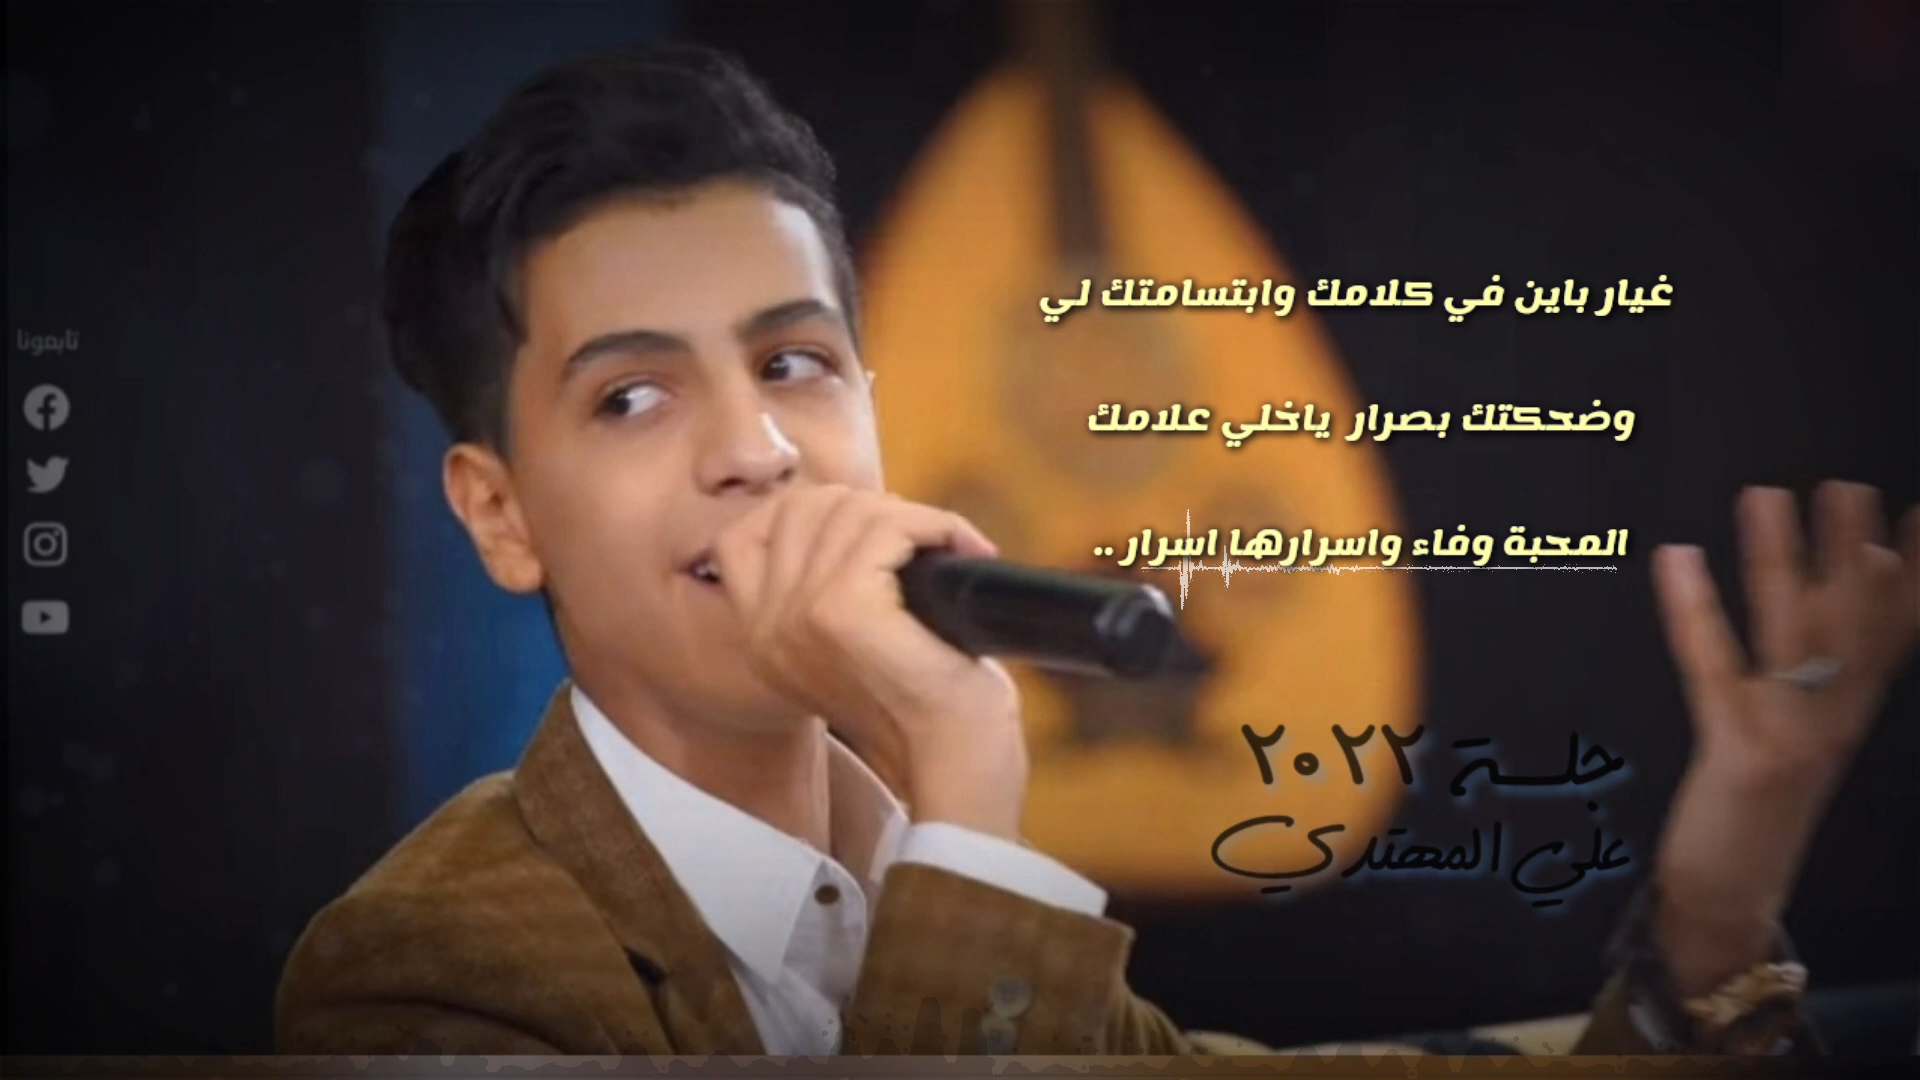 غيار باين في كلامك وابتسامتك لي
وضحكتك بصرار ياخلي علامك
المحبة وفاء واسرارها اسرار..
جلسة ٢٠٢٢
علي المهتدي
تابعونا